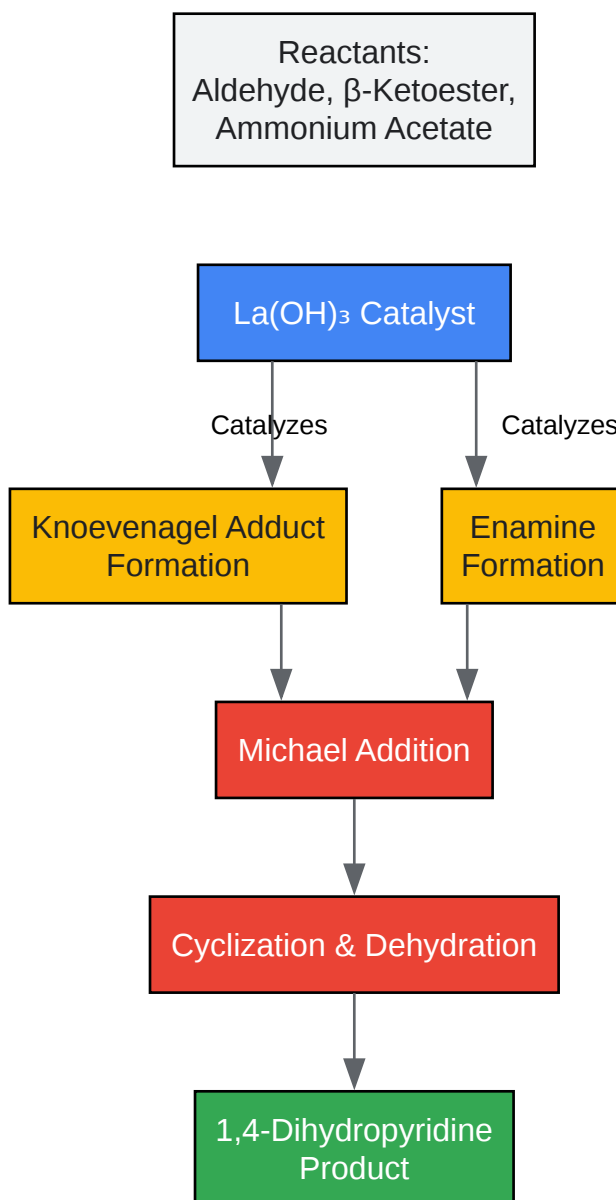 Reactants:
Aldehyde, β-Ketoester,
Ammonium Acetate
La(OH)₃ Catalyst
Catalyzes
Catalyzes
Knoevenagel Adduct
Formation
Enamine
Formation
Michael Addition
Cyclization & Dehydration
1,4-Dihydropyridine
Product